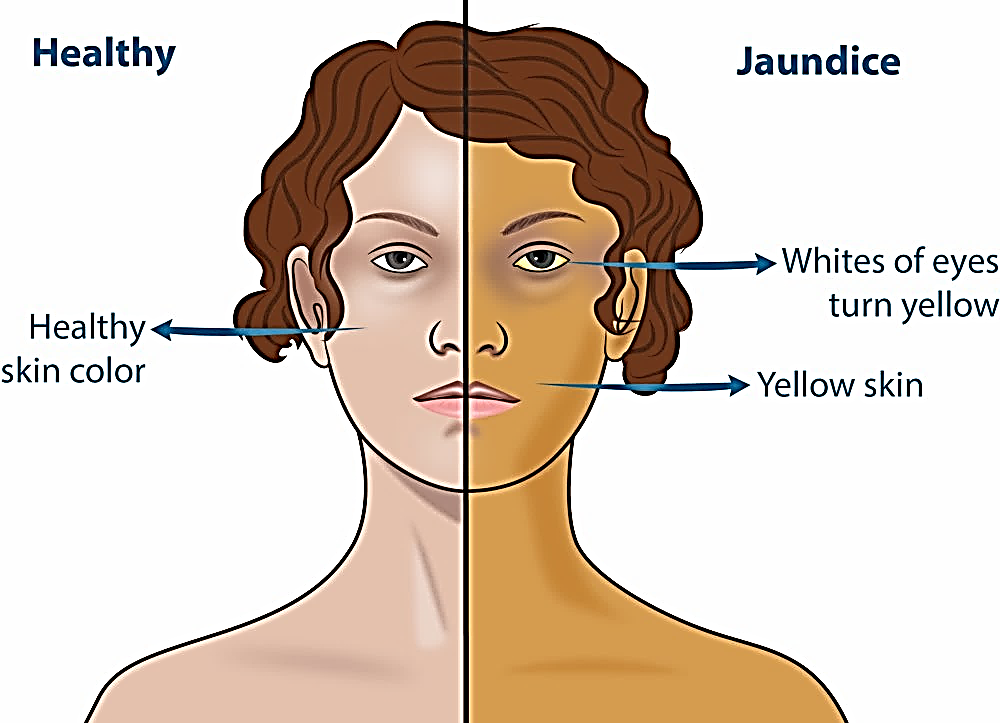 Healthy
Jaundice
Whites of eyes
turn yellow
Healthy
skin color
Yellow skin